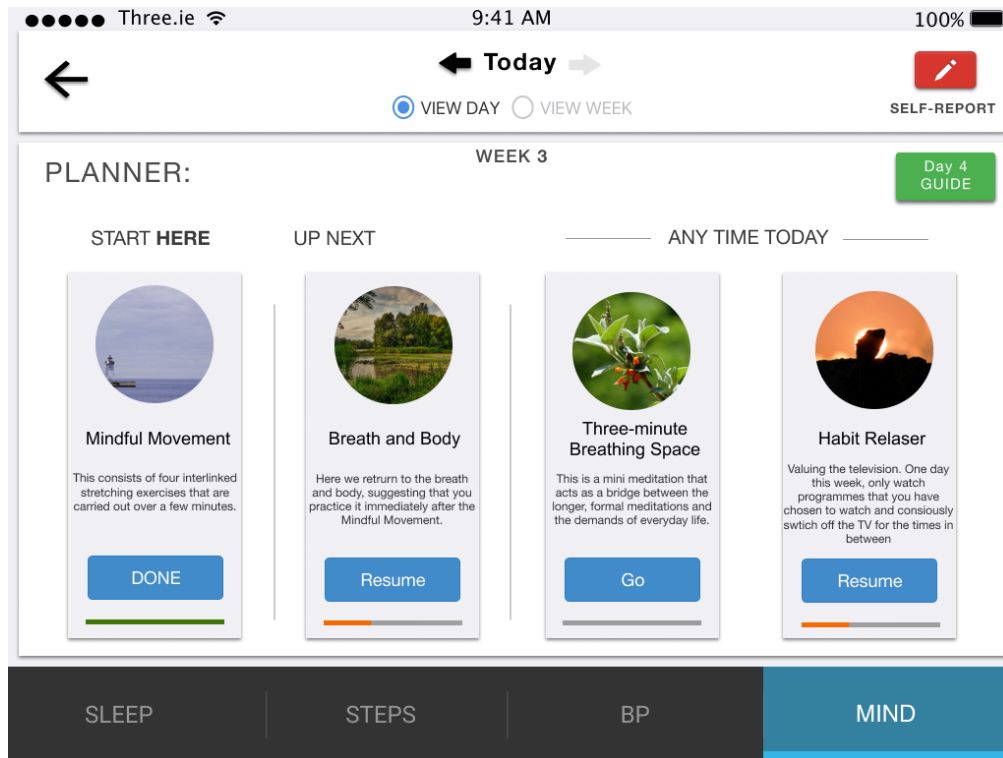 Three.ie 9:41 AM 100%
Today
VIEW DAY VIEW WEEK
SELF-REPORT
PLANNER:
WEEK 3
Day 4
GUIDE
START HERE
UP NEXT
ANY TIME TODAY
Mindful Movement
This consists of four interlinked
stretching exercises that are
carried out over a few minutes.
DONE
Breath and Body
Here we retrurn to the breath
and body, suggesting that you
practice it immediately after the
Mindful Movement.
Resume
Three-minute
Breathing Space
This is a mini meditation that
acts as a bridge between the
longer, formal meditations and
the demands of everyday life.
Go
Habit Relaser
Valuing the television. One day
this week, only watch
programmes that you have
chosen to watch and consiously
swtich off the TV for the times in
between
Resume
SLEEP STEPS BP MIND